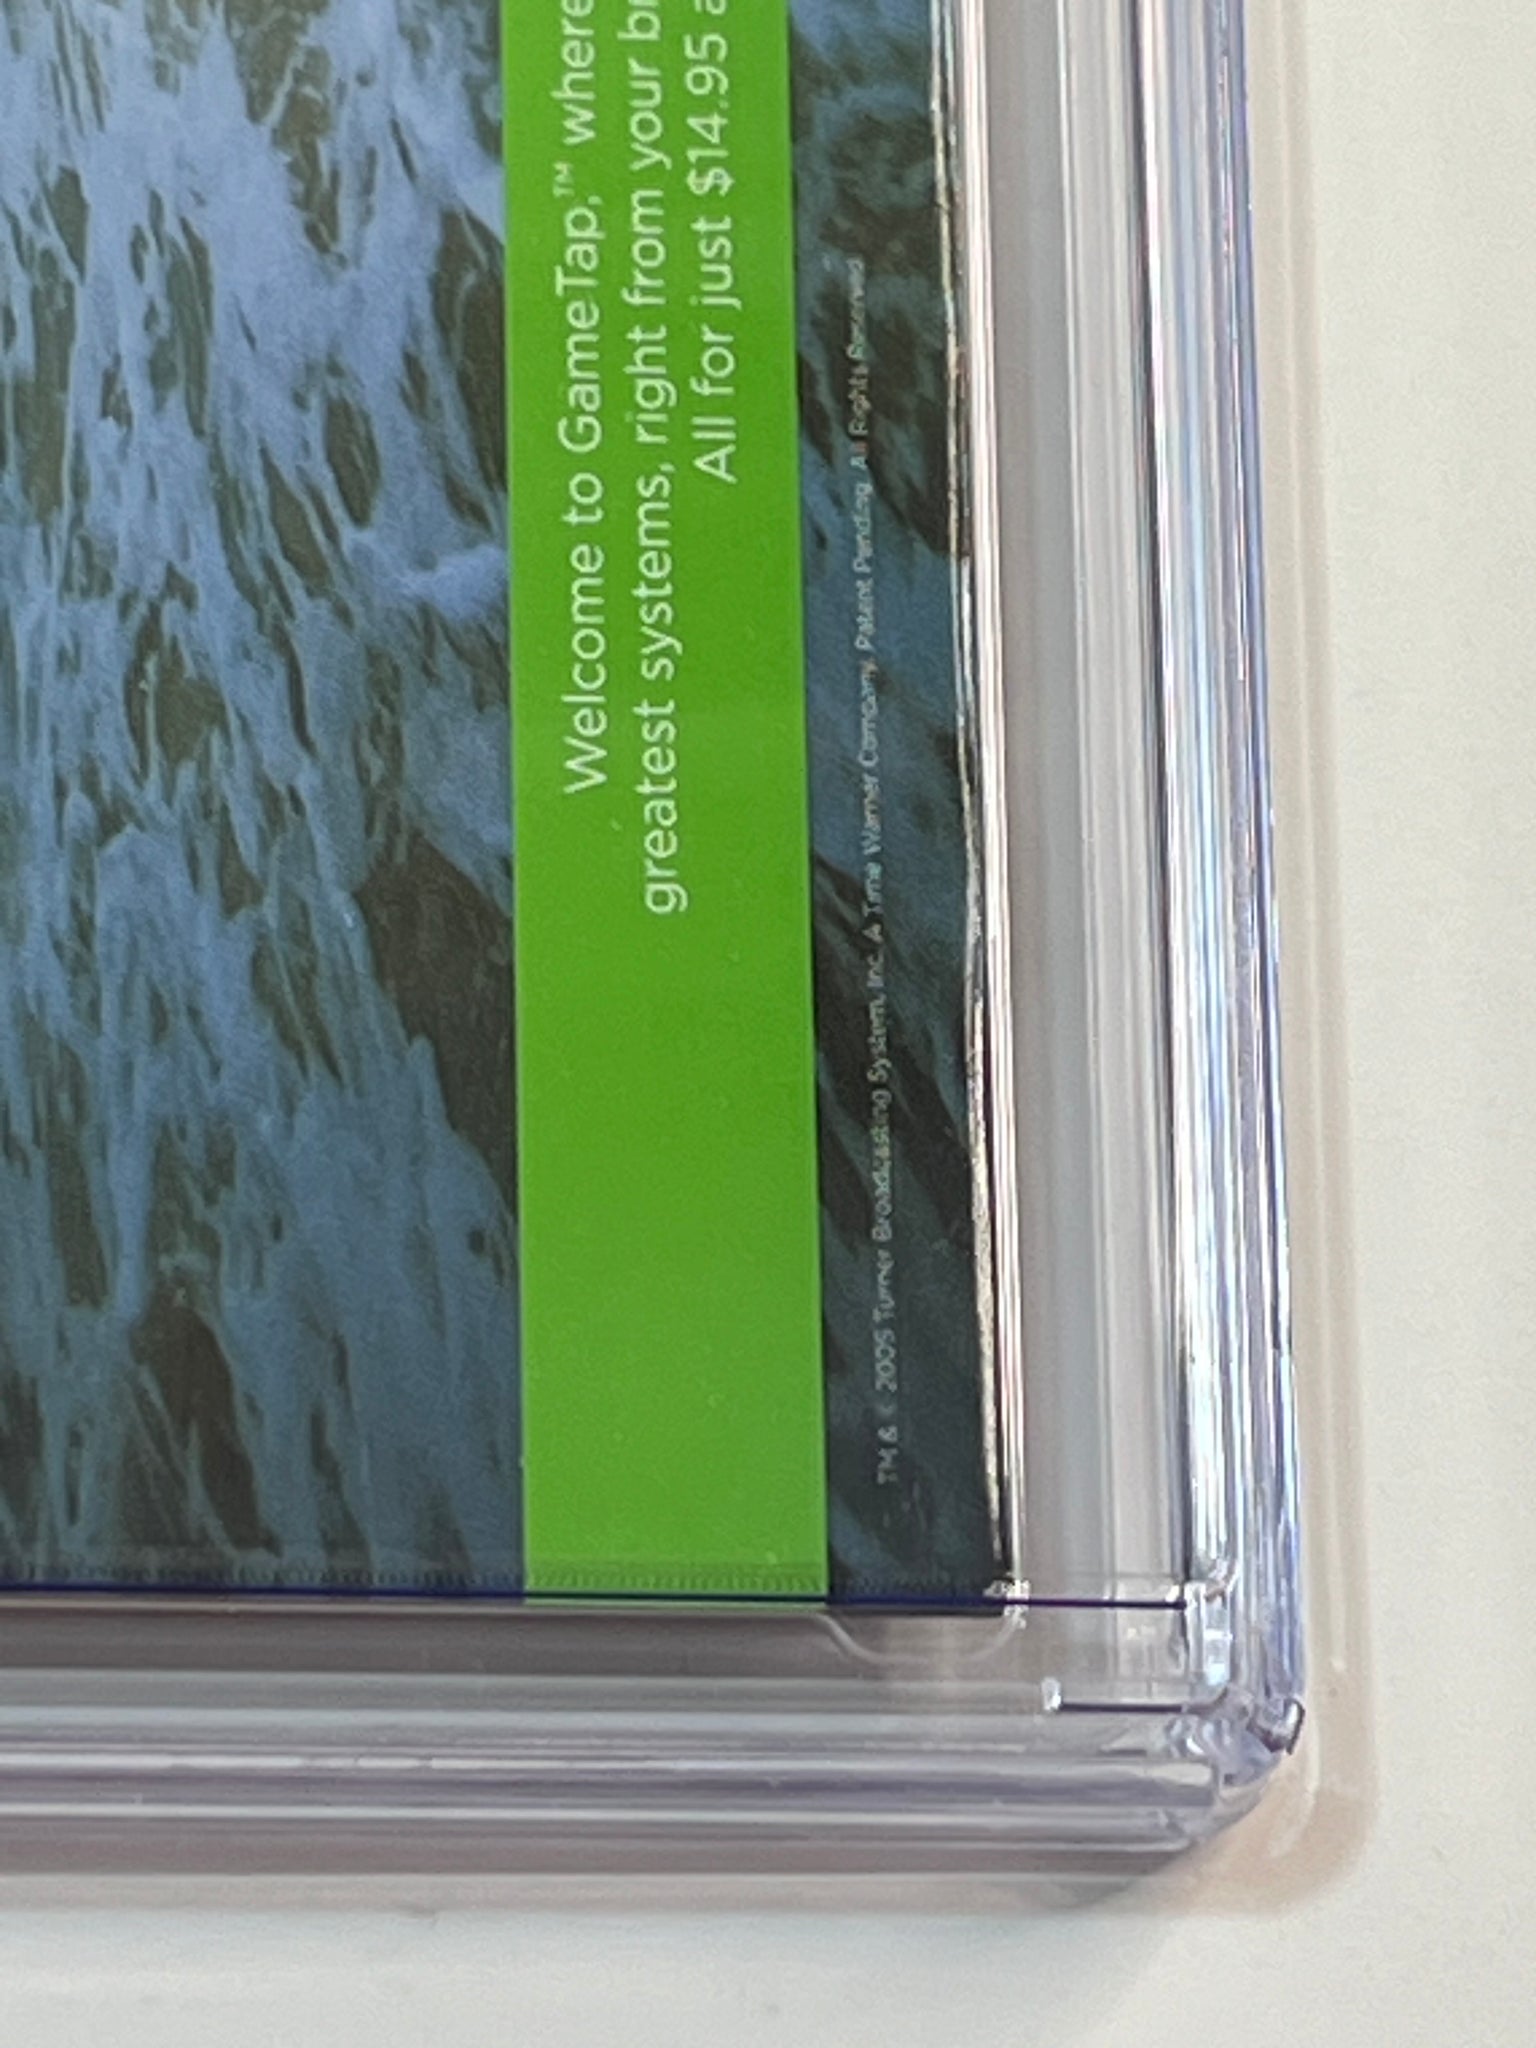 Welcome to GameTap,™ where
greatest systems, right from your
All for just $14.95
TM & © 2005 Turner Broadcasting System, Inc. A Time Warner Company. Patent Pending. All Rights Reserved